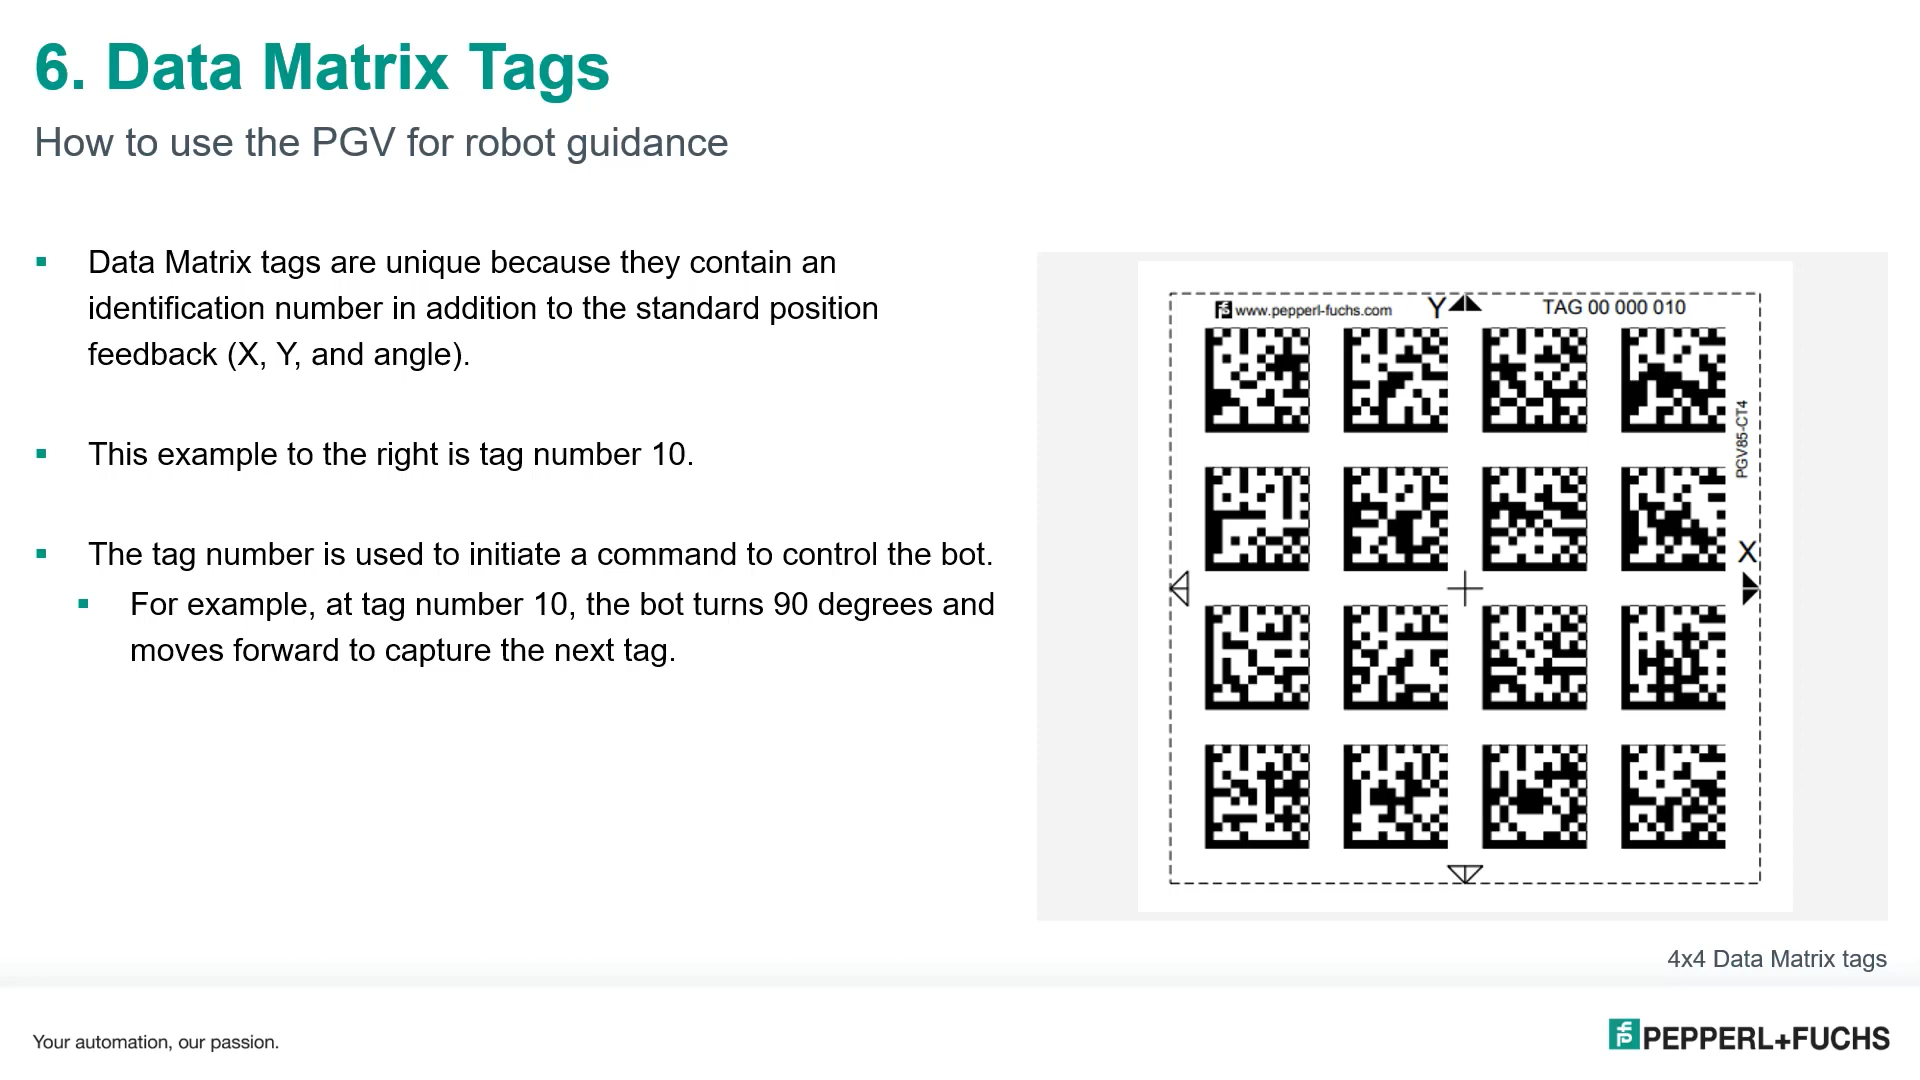 6. Data Matrix Tags
How to use the PGV for robot guidance
Data Matrix tags are unique because they contain an
identification number in addition to the standard position
feedback (X, Y, and angle).
This example to the right is tag number 10.
The tag number is used to initiate a command to control the bot.
For example, at tag number 10, the bot turns 90 degrees and
moves forward to capture the next tag.
www.pepperl-fuchs.com Y TAG 00 000 010
PGV85-CT4
X
4x4 Data Matrix tags
Your automation, our passion.
PEPPERL+FUCHS